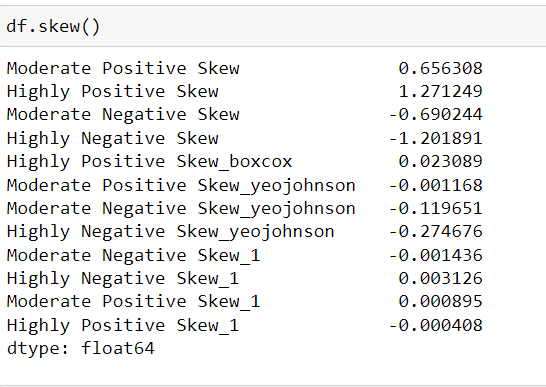 df.skew()
Moderate Positive Skew 0.656308
Highly Positive Skew 1.271249
Moderate Negative Skew -0.690244
Highly Negative Skew -1.201891
Highly Positive Skew_boxcox 0.023089
Moderate Positive Skew_yeojohnson -0.001168
Moderate Negative Skew_yeojohnson -0.119651
Highly Negative Skew_yeojohnson -0.274676
Moderate Negative Skew_1 -0.001436
Highly Negative Skew_1 0.003126
Moderate Positive Skew_1 0.000895
Highly Positive Skew_1 -0.000408
dtype: float64